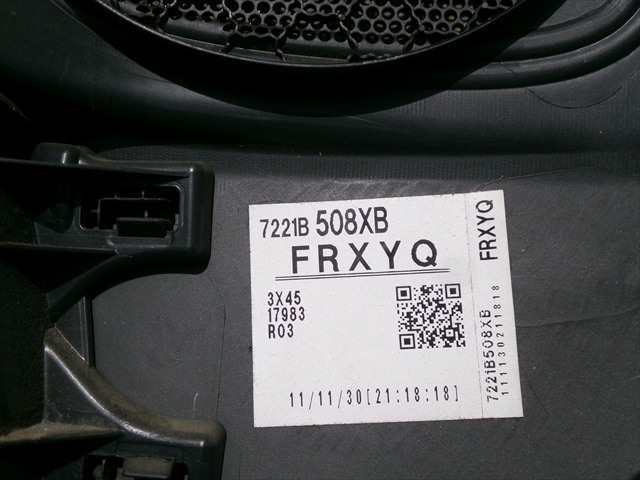 7221B 508XB
FRXYQ
3X45
17983
R03
11/11/30[21:18:18]
7221B508XB FRXYQ
111130211818